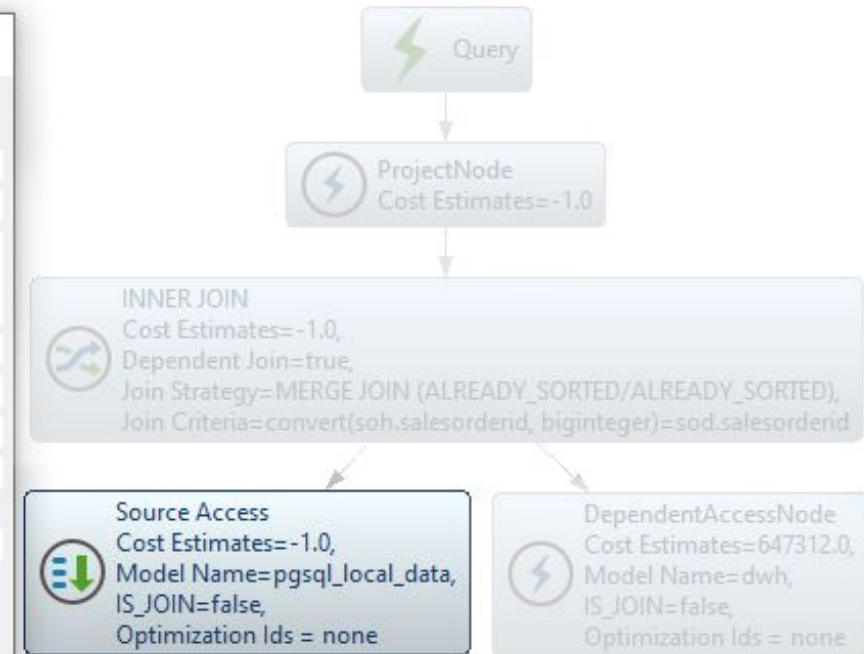 Query
ProjectNode
Cost Estimates=-1.0
INNER JOIN
Cost Estimates=-1.0,
Dependent Join=true,
Join Strategy=MERGE JOIN (ALREADY_SORTED/ALREADY_SORTED),
Join Criteria=convert(soh.salesorderid, biginteger)=sod.salesorderid
Source Access
Cost Estimates=-1.0,
Model Name=pgsql_local_data,
IS_JOIN=false,
Optimization Ids = none
DependentAccessNode
Cost Estimates=647312.0,
Model Name=dwh,
IS_JOIN=false,
Optimization Ids = none